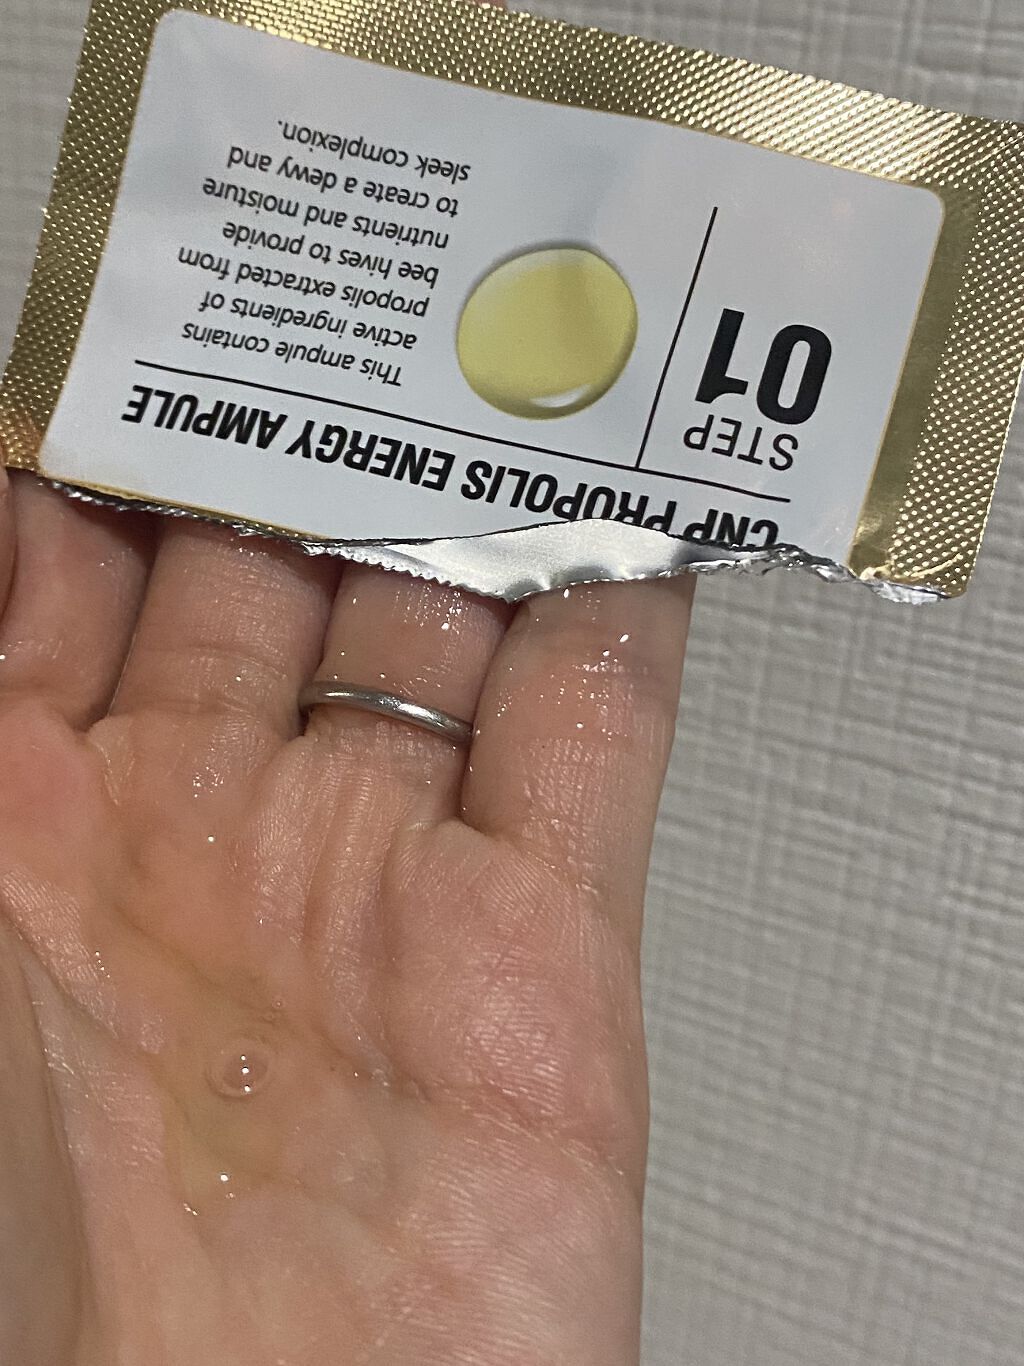 CNP PROPOLIS ENERGY AMPULE
STEP
01
This ampule contains
active ingredients of
propolis extracted from
bee hives to provide
nutrients and moisture
to create a dewy and
sleek complexion.